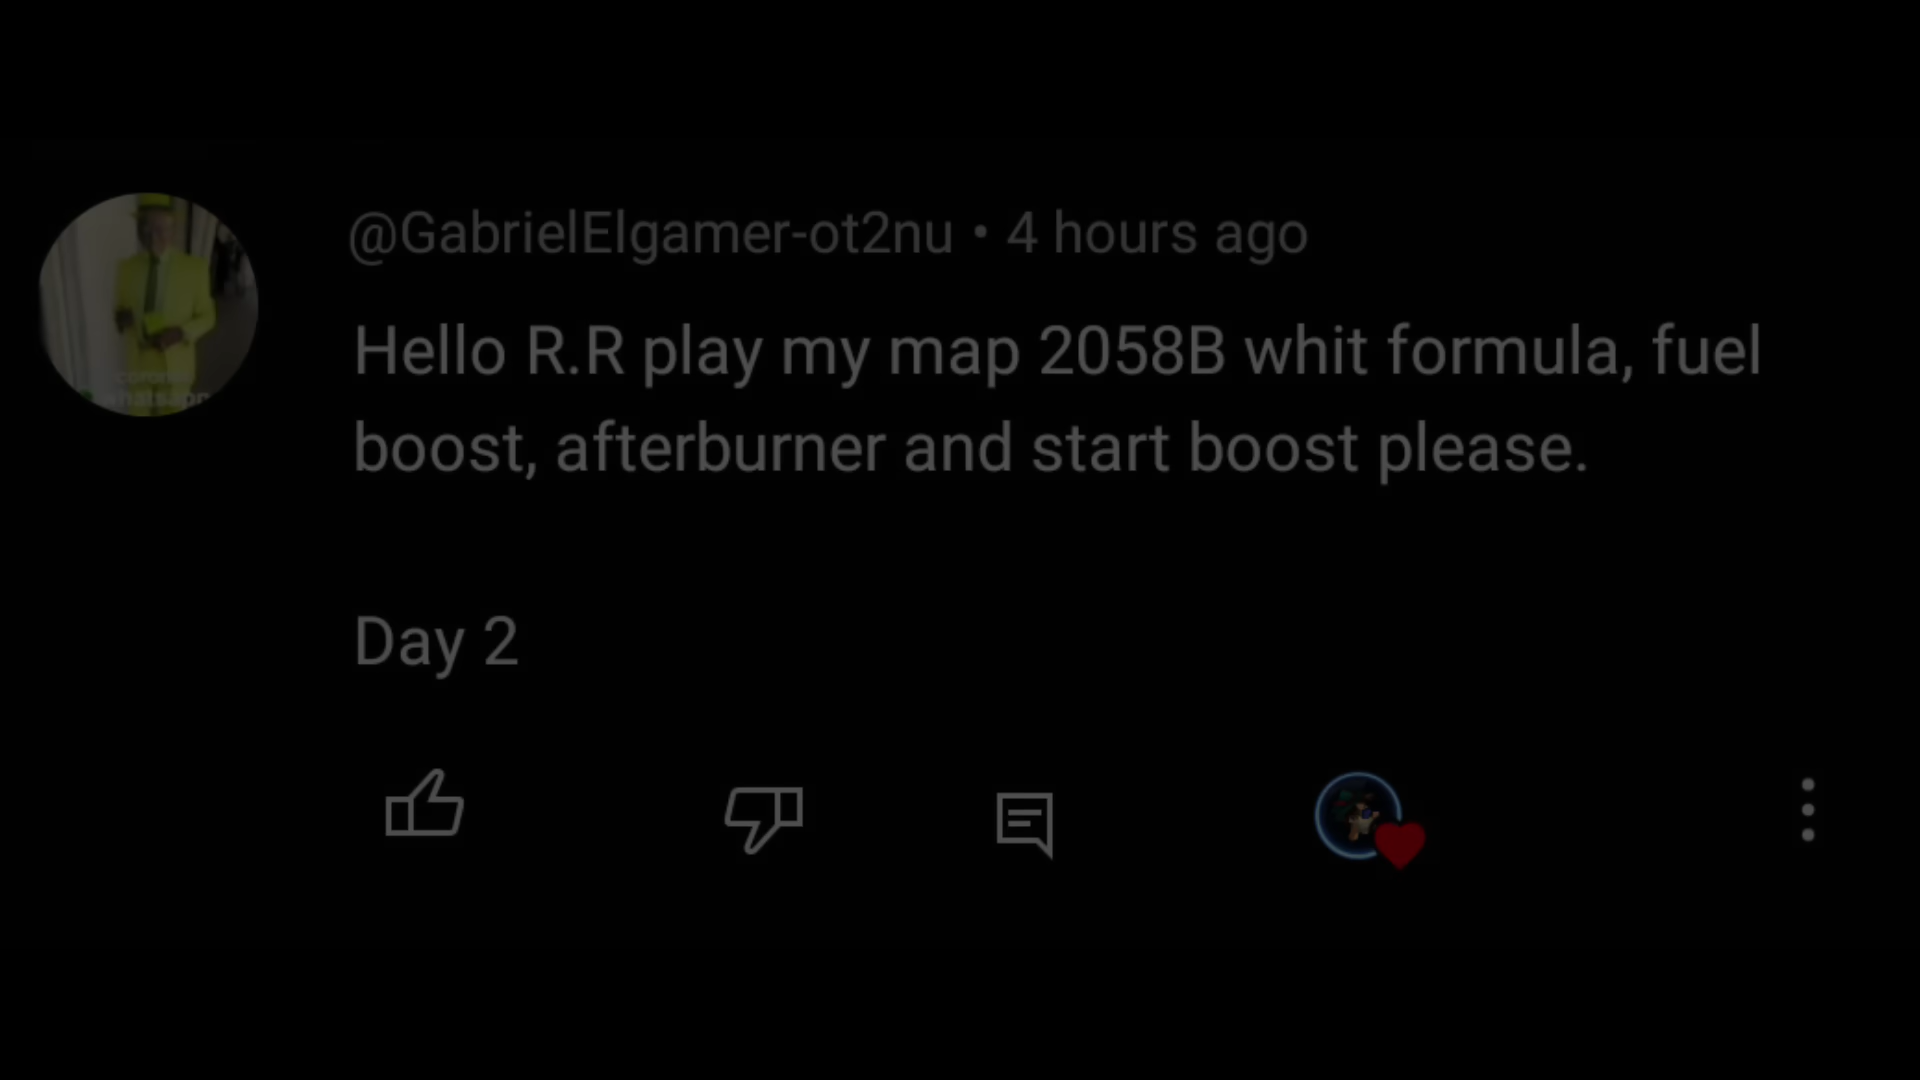 @GabrielElgamer-ot2nu • 4 hours ago
Hello R.R play my map 2058B whit formula, fuel
boost, afterburner and start boost please.
Day 2